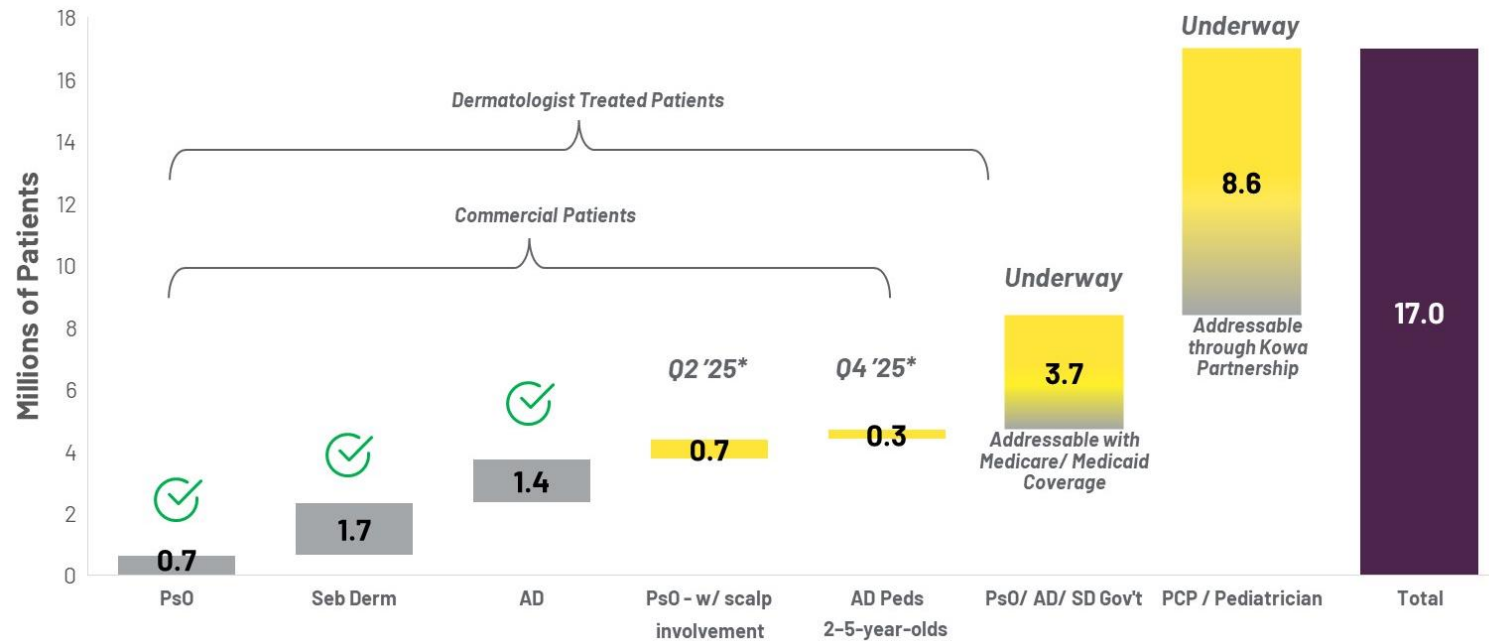 Millions of Patients
18
16
14
12
10
8
6
4
2
0
Dermatologist Treated Patients
Commercial Patients
0.7
1.7
1.4
Q2 '25*
0.7
Q4 '25*
0.3
Underway
3.7
Addressable with
Medicare/ Medicaid
Coverage
Underway
8.6
Addressable
through Kowa
Partnership
17.0
PsO
Seb Derm
AD
PsO - w/ scalp
involvement
AD Peds
2–5-year-olds
PsO/ AD/ SD Gov't
PCP / Pediatrician
Total